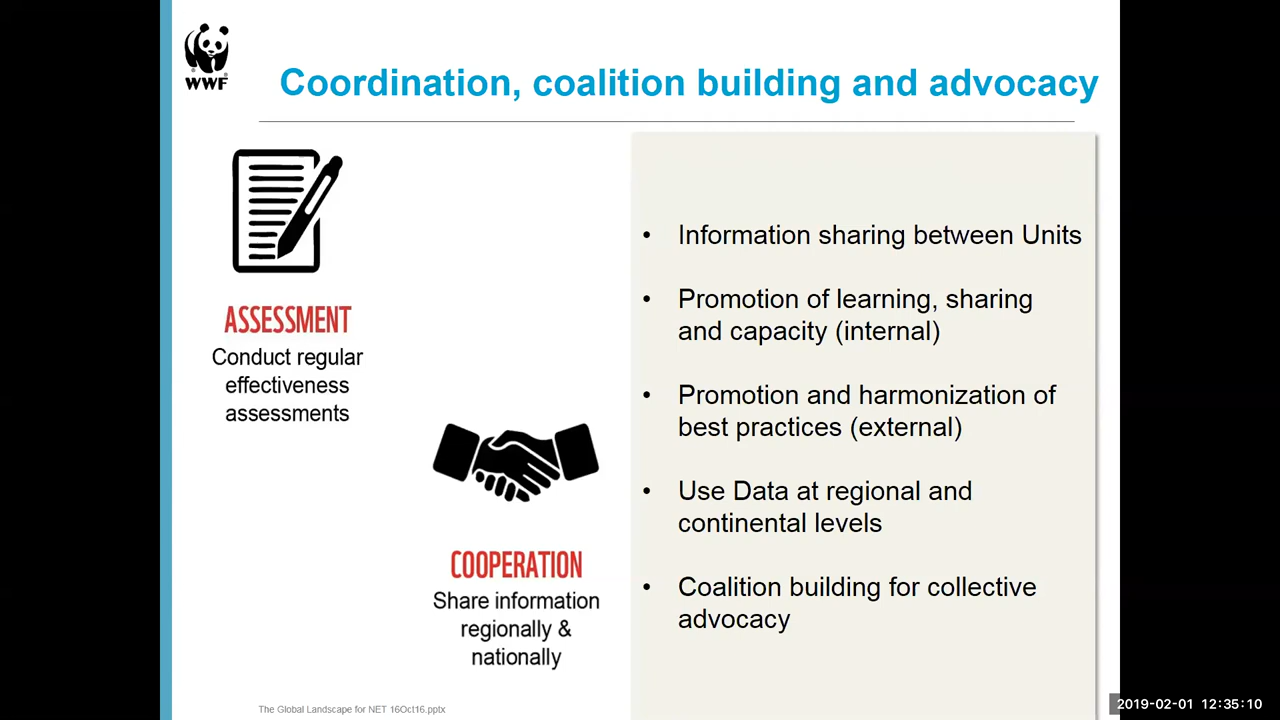 WWF
Coordination, coalition building and advocacy
ASSESSMENT
Conduct regular
effectiveness
assessments
COOPERATION
Share information
regionally &
nationally
• Information sharing between Units
• Promotion of learning, sharing
and capacity (internal)
• Promotion and harmonization of
best practices (external)
• Use Data at regional and
continental levels
• Coalition building for collective
advocacy
The Global Landscape for NET 16Oct16.pptx
2019-02-01 12:35:10